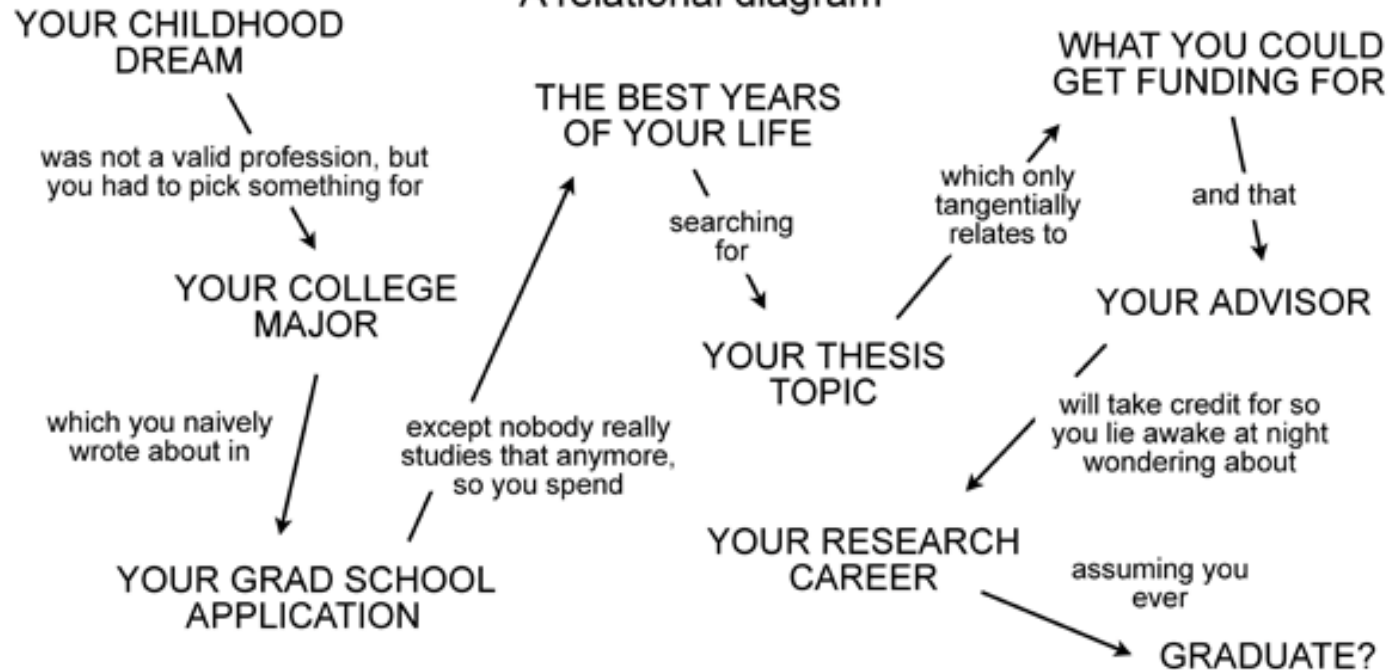 A relational diagram
YOUR CHILDHOOD
DREAM
was not a valid profession, but
you had to pick something for
YOUR COLLEGE
MAJOR
which you naively
wrote about in
YOUR GRAD SCHOOL
APPLICATION
except nobody really
studies that anymore,
so you spend
THE BEST YEARS
OF YOUR LIFE
searching
for
YOUR THESIS
TOPIC
which only
tangentially
relates to
WHAT YOU COULD
GET FUNDING FOR
and that
YOUR ADVISOR
will take credit for so
you lie awake at night
wondering about
YOUR RESEARCH
CAREER
assuming you
ever
GRADUATE?